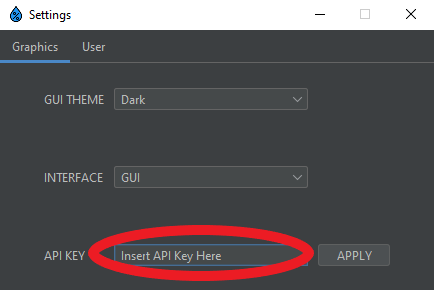 Settings
Graphics User
GUI THEME Dark
INTERFACE GUI
API KEY Insert API Key Here APPLY